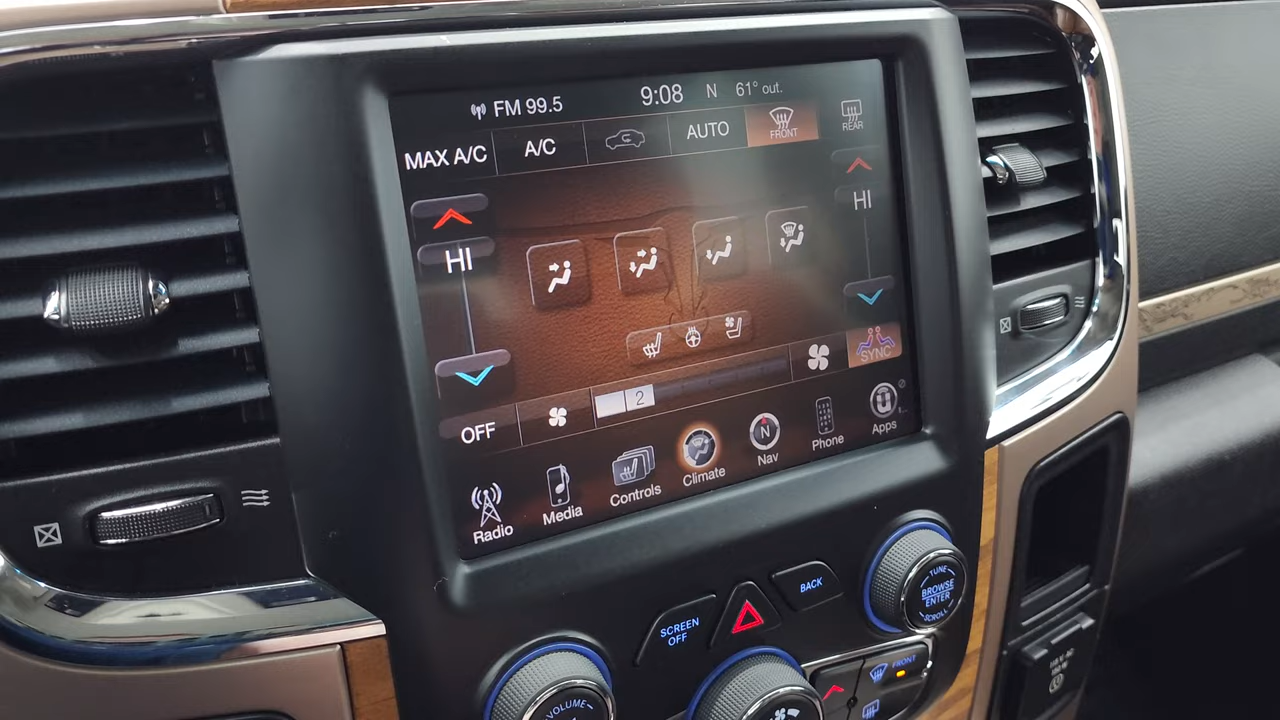 FM 99.5 9:08 N 61° out.
MAX A/C A/C AUTO FRONT REAR
HI HI
SYNC
OFF 2
Radio Media Controls Climate N Nav Phone Apps
SCREEN OFF BACK
TUNE
BROWSE
ENTER
SCROLL
VOLUME
FRONT